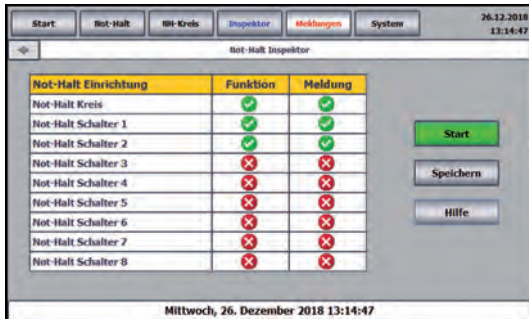 Start Not-Halt NH-Kreis Inspektor Meldungen System 26.12.2018
13:14:47
Not-Halt Inspektor
Not-Halt Einrichtung Funktion Meldung
Not-Halt Kreis
Not-Halt Schalter 1
Not-Halt Schalter 2
Not-Halt Schalter 3
Not-Halt Schalter 4
Not-Halt Schalter 5
Not-Halt Schalter 6
Not-Halt Schalter 7
Not-Halt Schalter 8
Start
Speichern
Hilfe
Mittwoch, 26. Dezember 2018 13:14:47